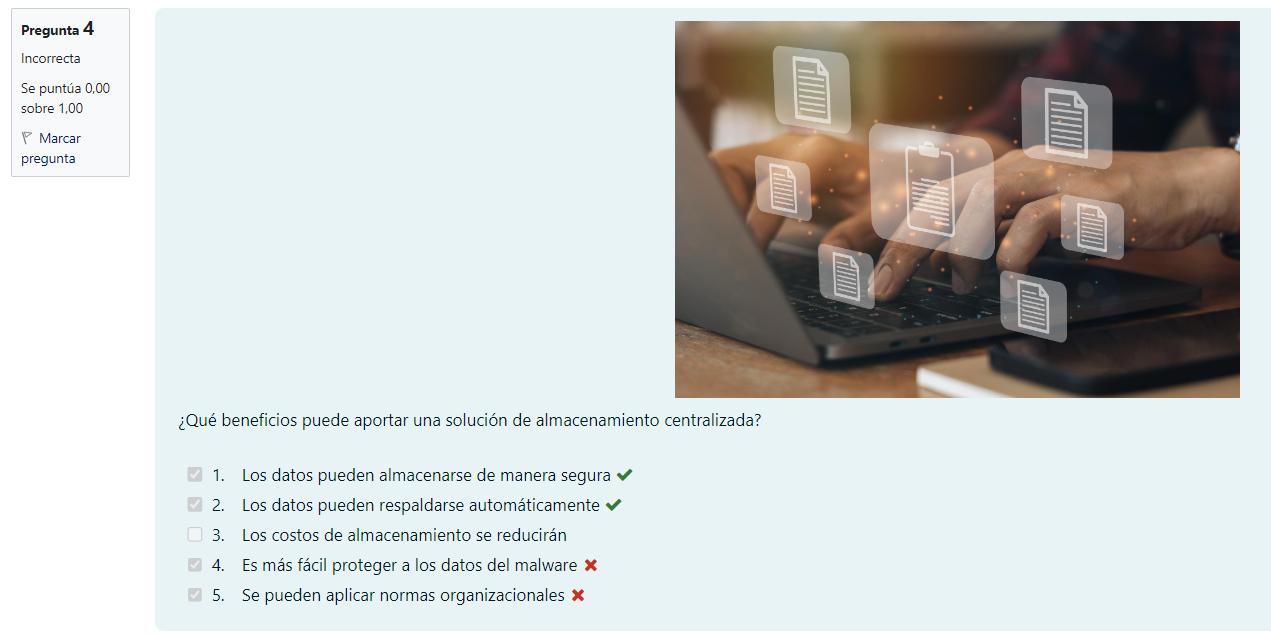 Pregunta 4
Incorrecta
Se puntúa 0,00
sobre 1,00
Marcar
pregunta
¿Qué beneficios puede aportar una solución de almacenamiento centralizada?
1. Los datos pueden almacenarse de manera segura
2. Los datos pueden respaldarse automáticamente
3. Los costos de almacenamiento se reducirán
4. Es más fácil proteger a los datos del malware
5. Se pueden aplicar normas organizacionales